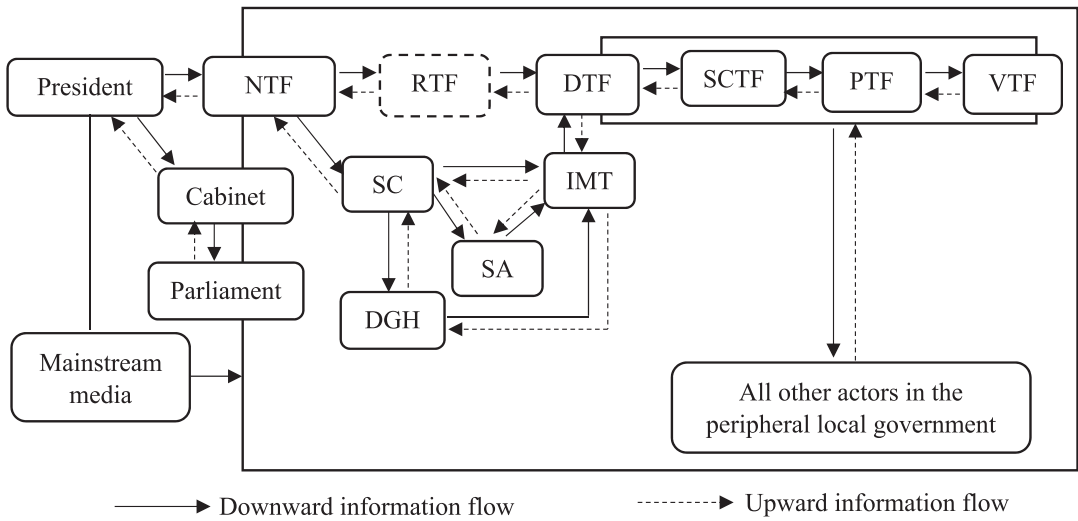 President
NTF
RTF
DTF
SCTF
PTF
VTF
Cabinet
SC
IMT
SA
Parliament
DGH
Mainstream
media
All other actors in the
peripheral local government
Downward information flow
Upward information flow